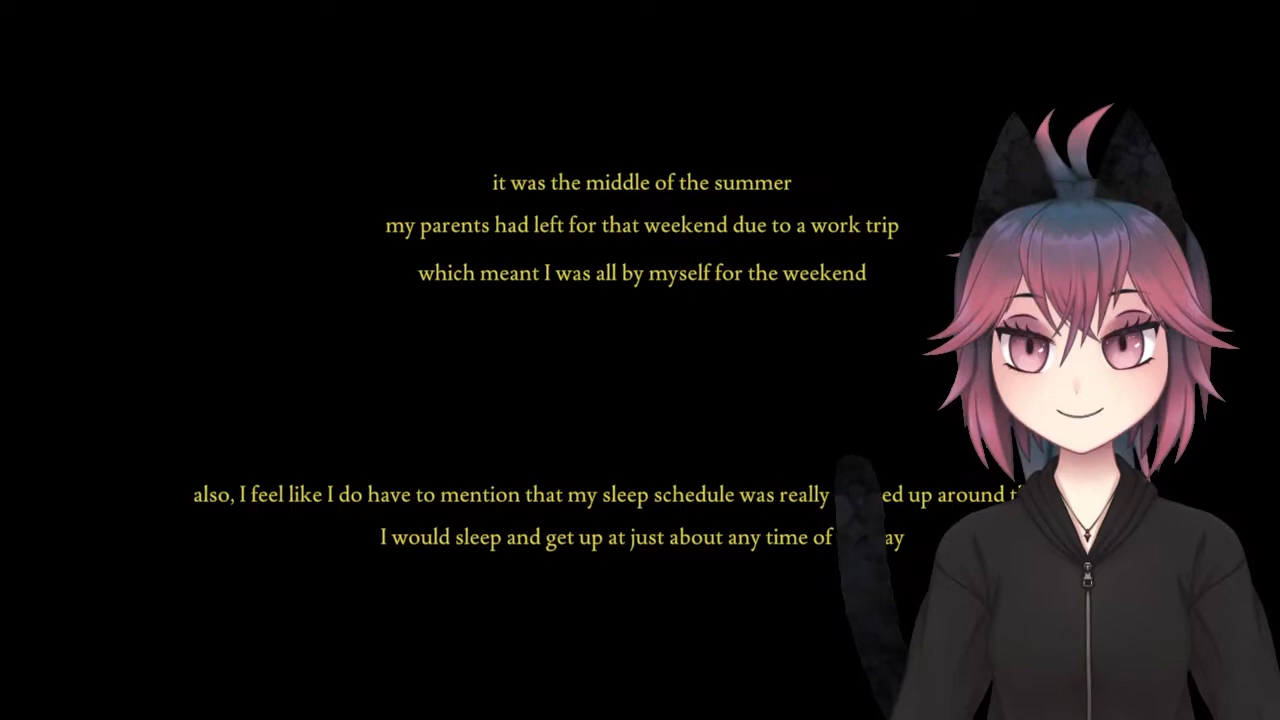 it was the middle of the summer
my parents had left for that weekend due to a work trip
which meant I was all by myself for the weekend
also, I feel like I do have to mention that my sleep schedule was really up around
I would sleep and get up at just about any time of